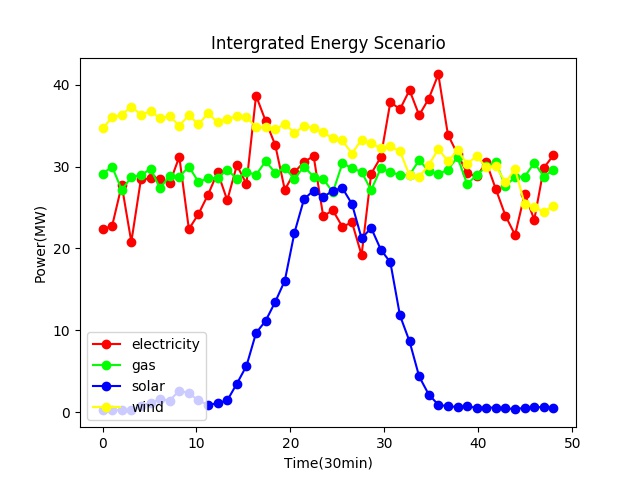 Intergrated Energy Scenario
Power(MW)
40
30
20
10
0
electricity
gas
solar
wind
0 10 20 30 40 50
Time(30min)